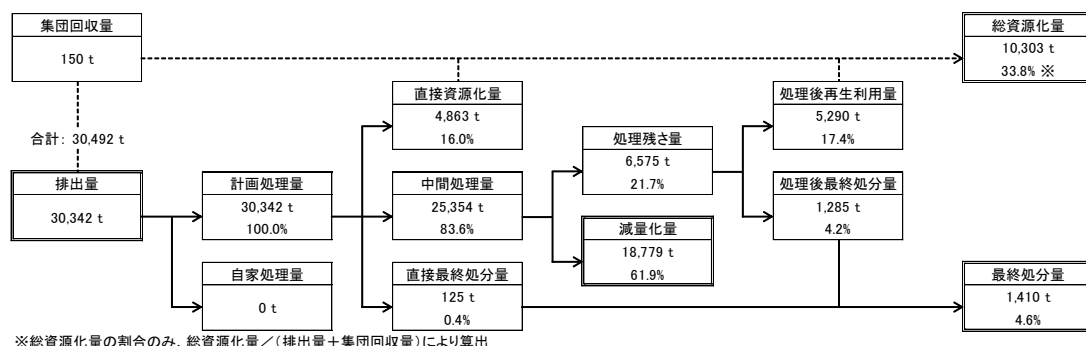 集団回収量
150 t
総資源化量
10,303 t
33.8% ※
直接資源化量
4,863 t
16.0%
処理後再生利用量
5,290 t
17.4%
合計: 30,492 t
処理残さ量
6,575 t
21.7%
排出量
30,342 t
計画処理量
30,342 t
100.0%
中間処理量
25,354 t
83.6%
処理後最終処分量
1,285 t
4.2%
減量化量
18,779 t
61.9%
自家処理量
0 t
直接最終処分量
125 t
0.4%
最終処分量
1,410 t
4.6%
※総資源化量の割合のみ、総資源化量／(排出量＋集団回収量)により算出